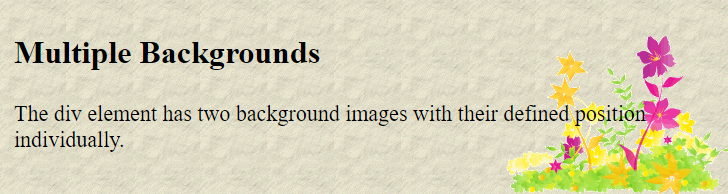 Multiple Backgrounds
The div element has two background images with their defined position
individually.